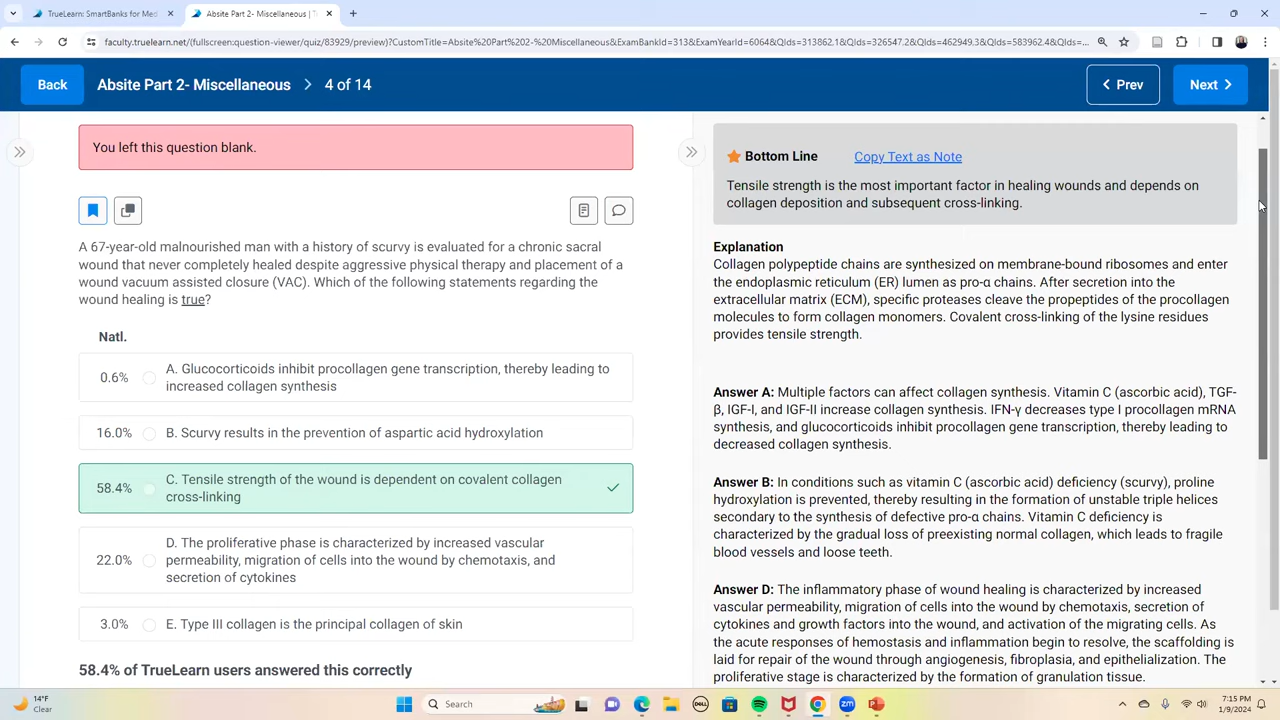 TrueLearn: SmartBanks for Med
Absite Part 2- Miscellaneous | T
faculty.truelearn.net/(fullscreen:question-viewer/quiz/83929/preview)?CustomTitle=Absite%20Part%202-%20Miscellaneous&ExamBankId=313&ExamYearId=6064&QIds=313862.1&QIds=326547.2&QIds=462949.3&QIds=583962.4&QIds=...
Back
Absite Part 2- Miscellaneous > 4 of 14
Prev
Next
You left this question blank.
A 67-year-old malnourished man with a history of scurvy is evaluated for a chronic sacral
wound that never completely healed despite aggressive physical therapy and placement of a
wound vacuum assisted closure (VAC). Which of the following statements regarding the
wound healing is true?
Natl.
0.6% A. Glucocorticoids inhibit procollagen gene transcription, thereby leading to
increased collagen synthesis
16.0% B. Scurvy results in the prevention of aspartic acid hydroxylation
58.4% C. Tensile strength of the wound is dependent on covalent collagen
cross-linking
22.0% D. The proliferative phase is characterized by increased vascular
permeability, migration of cells into the wound by chemotaxis, and
secretion of cytokines
3.0% E. Type III collagen is the principal collagen of skin
58.4% of TrueLearn users answered this correctly
Bottom Line Copy Text as Note
Tensile strength is the most important factor in healing wounds and depends on
collagen deposition and subsequent cross-linking.
Explanation
Collagen polypeptide chains are synthesized on membrane-bound ribosomes and enter
the endoplasmic reticulum (ER) lumen as pro-α chains. After secretion into the
extracellular matrix (ECM), specific proteases cleave the propeptides of the procollagen
molecules to form collagen monomers. Covalent cross-linking of the lysine residues
provides tensile strength.
Answer A: Multiple factors can affect collagen synthesis. Vitamin C (ascorbic acid), TGF-
β, IGF-I, and IGF-II increase collagen synthesis. IFN-γ decreases type I procollagen mRNA
synthesis, and glucocorticoids inhibit procollagen gene transcription, thereby leading to
decreased collagen synthesis.
Answer B: In conditions such as vitamin C (ascorbic acid) deficiency (scurvy), proline
hydroxylation is prevented, thereby resulting in the formation of unstable triple helices
secondary to the synthesis of defective pro-α chains. Vitamin C deficiency is
characterized by the gradual loss of preexisting normal collagen, which leads to fragile
blood vessels and loose teeth.
Answer D: The inflammatory phase of wound healing is characterized by increased
vascular permeability, migration of cells into the wound by chemotaxis, secretion of
cytokines and growth factors into the wound, and activation of the migrating cells. As
the acute responses of hemostasis and inflammation begin to resolve, the scaffolding is
laid for repair of the wound through angiogenesis, fibroplasia, and epithelialization. The
proliferative stage is characterized by the formation of granulation tissue.
14°F
Clear
Search
DELL
zm
7:15 PM
1/9/2024